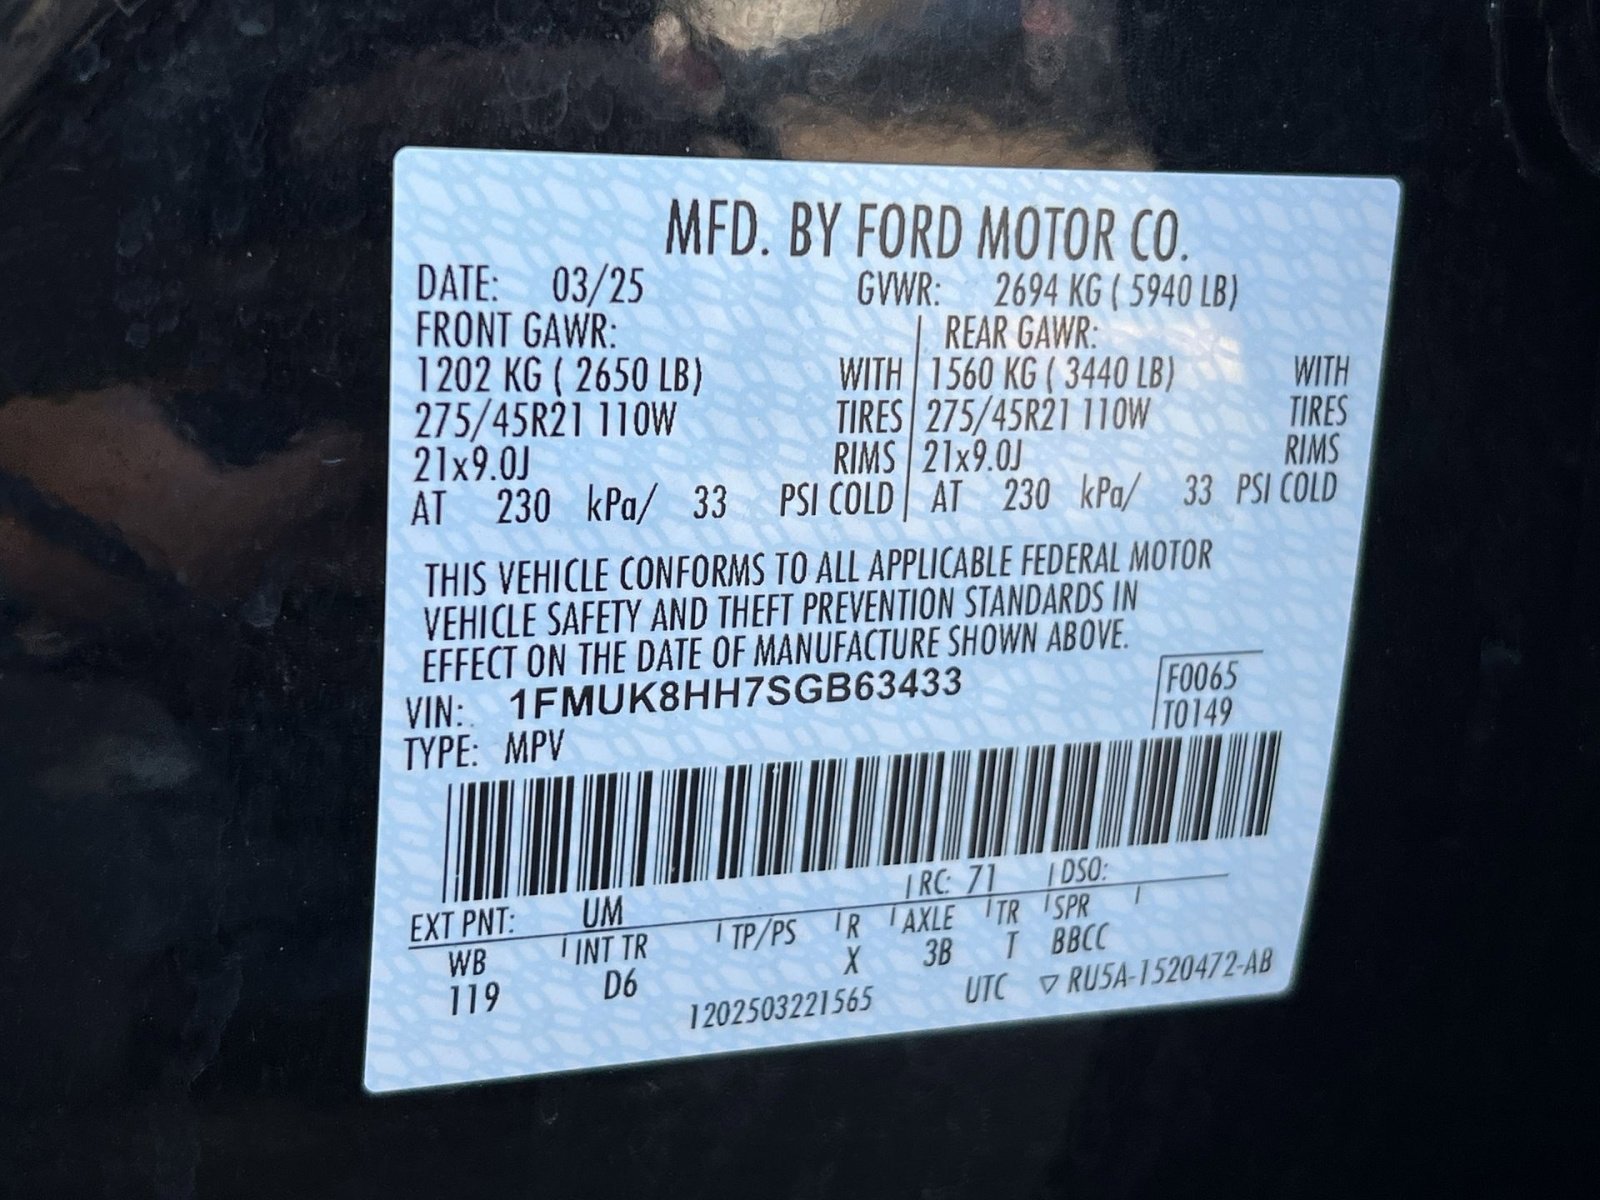 MFD. BY FORD MOTOR CO.
DATE: 03/25 GVWR: 2694 KG ( 5940 LB)
FRONT GAWR: REAR GAWR:
1202 KG ( 2650 LB) WITH 1560 KG ( 3440 LB) WITH
275/45R21 110W TIRES 275/45R21 110W TIRES
21x9.0J RIMS 21x9.0J RIMS
AT 230 kPa/ 33 PSI COLD AT 230 kPa/ 33 PSI COLD
THIS VEHICLE CONFORMS TO ALL APPLICABLE FEDERAL MOTOR
VEHICLE SAFETY AND THEFT PREVENTION STANDARDS IN
EFFECT ON THE DATE OF MANUFACTURE SHOWN ABOVE.
VIN: 1FMUK8HH7SGB63433 F0065
TYPE: MPV T0149
EXT PNT: UM RC: 71 DSO:
WB INT TR TP/PS R AXLE TR SPR
119 D6 X 3B T BBCC
1202503221565 UTC ▽ RU5A-1520472-AB